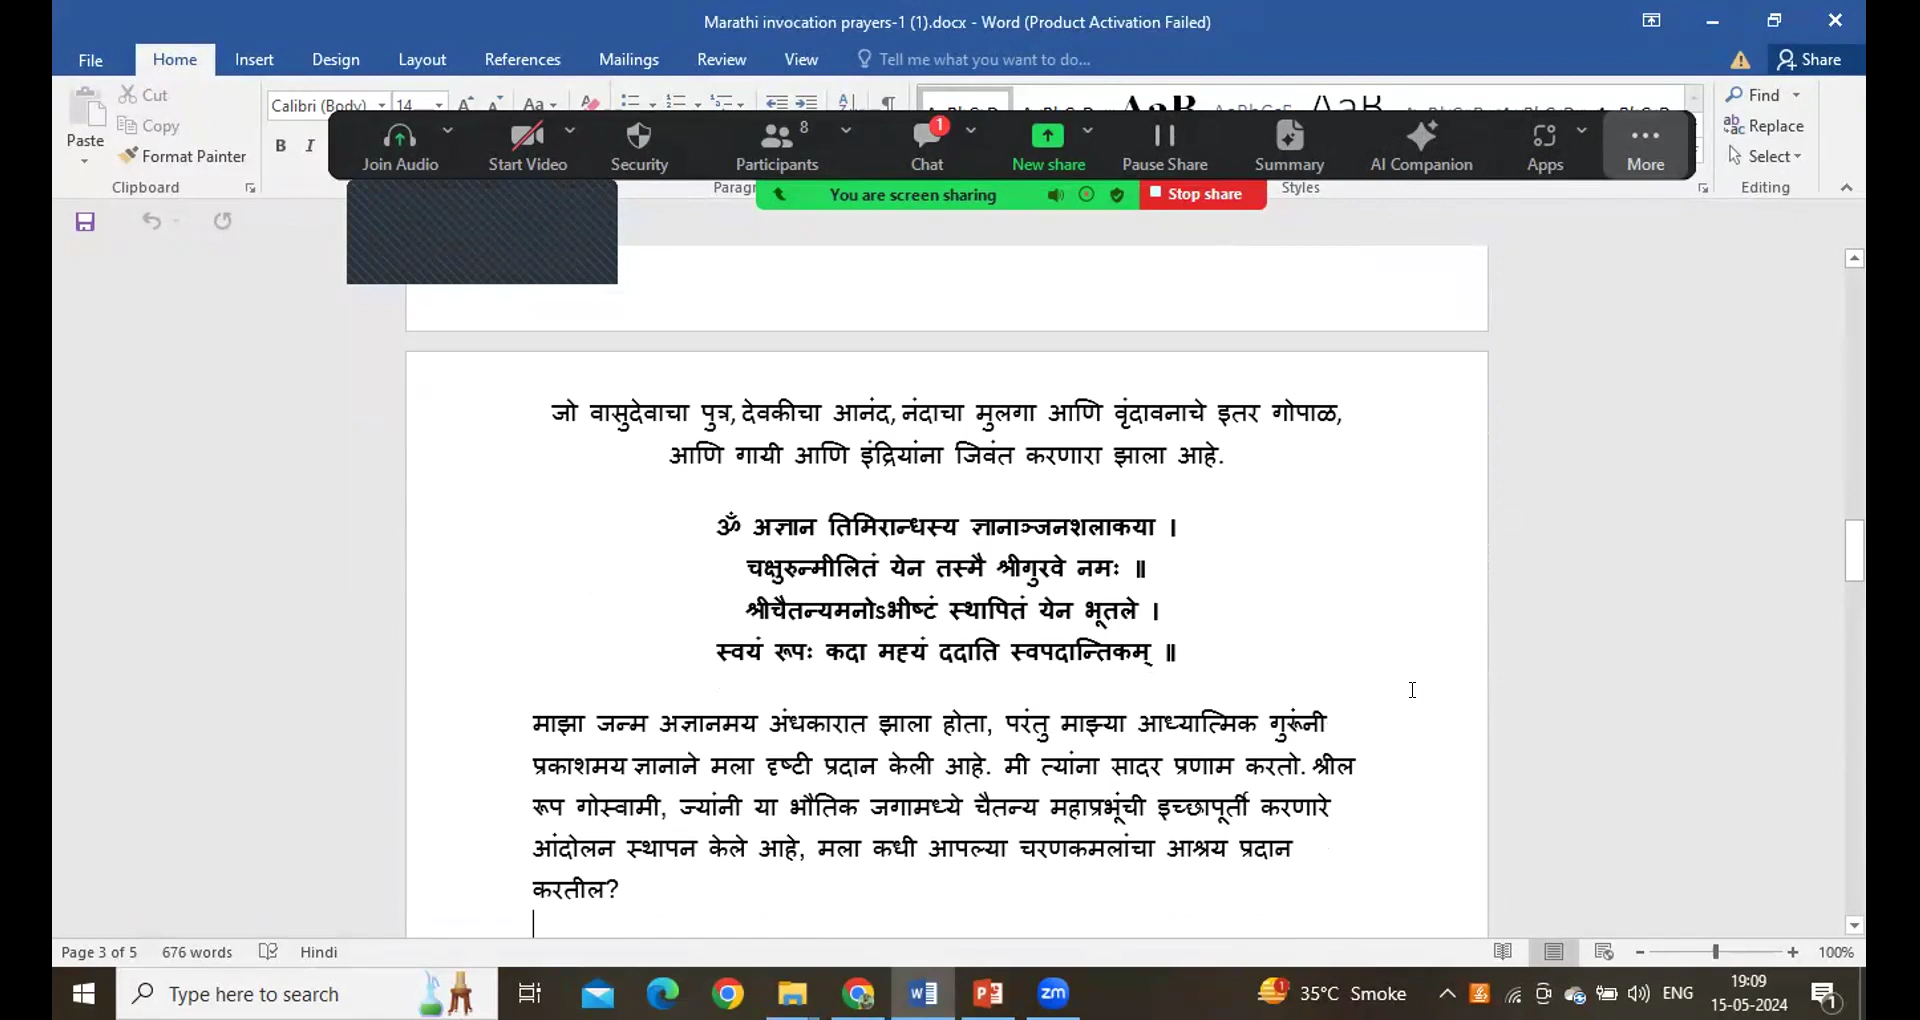 Marathi invocation prayers-1 (1).docx - Word (Product Activation Failed)
File Home Insert Design Layout References Mailings Review View Tell me what you want to do... Share
Cut
Copy
Paste
Format Painter
Clipboard
Calibri (Body) 14
B I
Find
Replace
Select
Editing
Join Audio Start Video Security Participants 8 Chat 1 New share Pause Share Summary AI Companion Apps More
Styles
You are screen sharing Stop share
जो वासुदेवाचा पुत्र, देवकीचा आनंद, नंदाचा मुलगा आणि वृंदावनाचे इतर गोपाळ,
आणि गायी आणि इंद्रियांना जिवंत करणारा झाला आहे.
ॐ अज्ञान तिमिरान्धस्य ज्ञानाञ्जनशलाकया ।
चक्षुरुन्मीलितं येन तस्मै श्रीगुरवे नमः ॥
श्रीचैतन्यमनोऽभीष्टं स्थापितं येन भूतले ।
स्वयं रूपः कदा मह्यं ददाति स्वपदान्तिकम् ॥
माझा जन्म अज्ञानमय अंधकारात झाला होता, परंतु माझ्या आध्यात्मिक गुरूंनी
प्रकाशमय ज्ञानाने मला दृष्टी प्रदान केली आहे. मी त्यांना सादर प्रणाम करतो. श्रील
रूप गोस्वामी, ज्यांनी या भौतिक जगामध्ये चैतन्य महाप्रभूंची इच्छापूर्ती करणारे
आंदोलन स्थापन केले आहे, मला कधी आपल्या चरणकमलांचा आश्रय प्रदान
करतील?
Page 3 of 5 676 words Hindi 100%
Type here to search 35°C Smoke ENG 19:09
15-05-2024